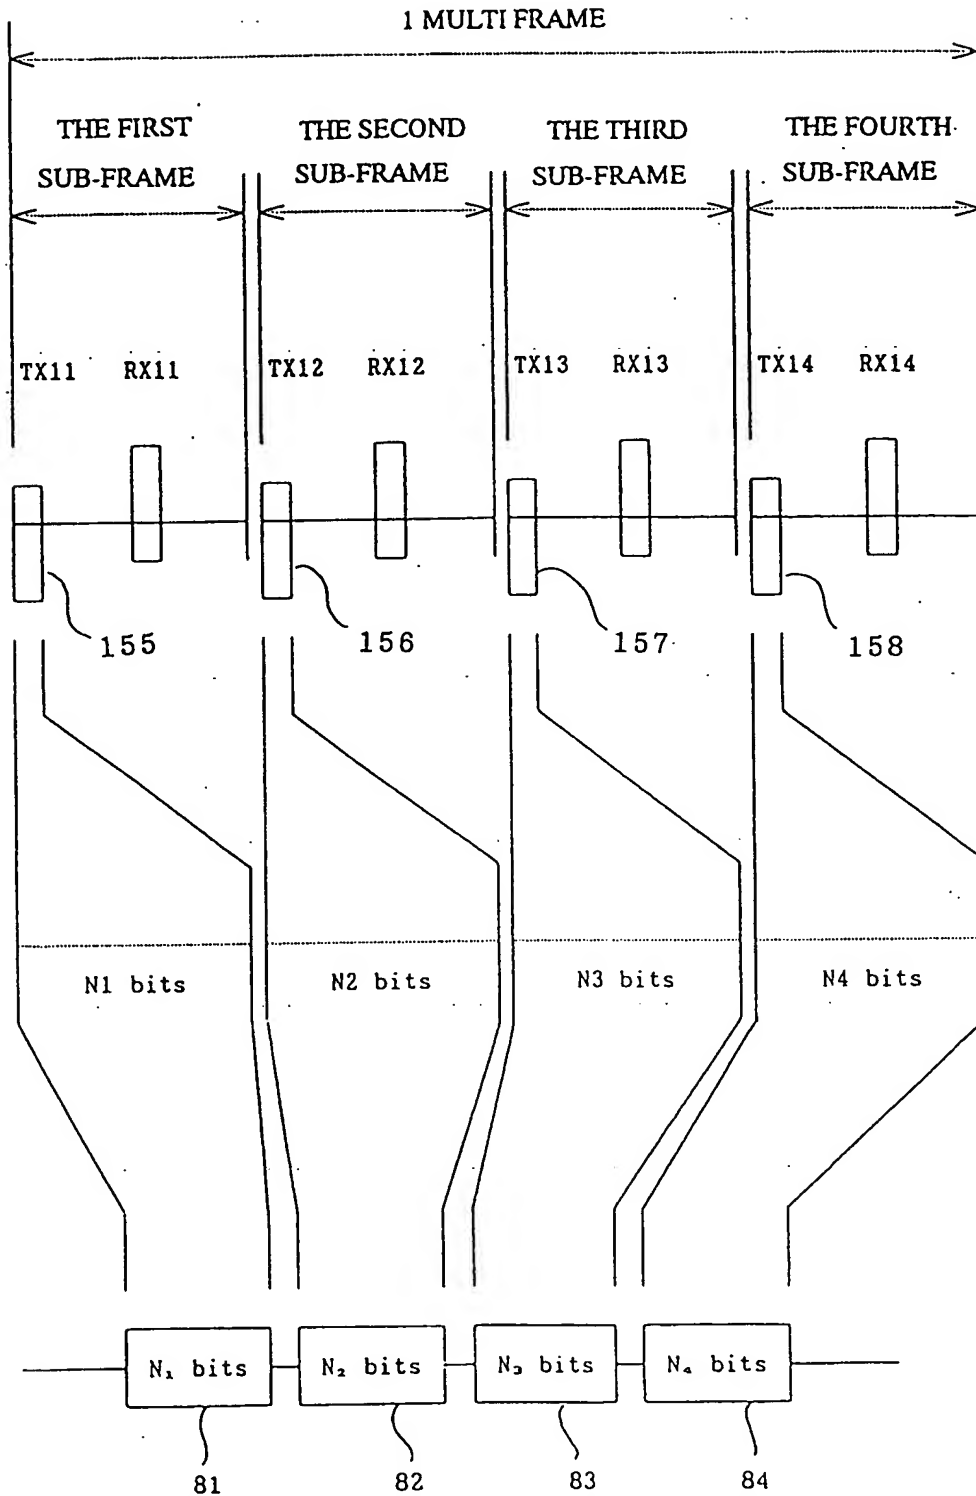 1 MULTI FRAME
THE FIRST THE SECOND THE THIRD THE FOURTH
SUB-FRAME SUB-FRAME SUB-FRAME SUB-FRAME
TX11 RX11 TX12 RX12 TX13 RX13 TX14 RX14
155 156 157 158
N1 bits N2 bits N3 bits N4 bits
N₁ bits N₂ bits N₃ bits N₄ bits
81 82 83 84